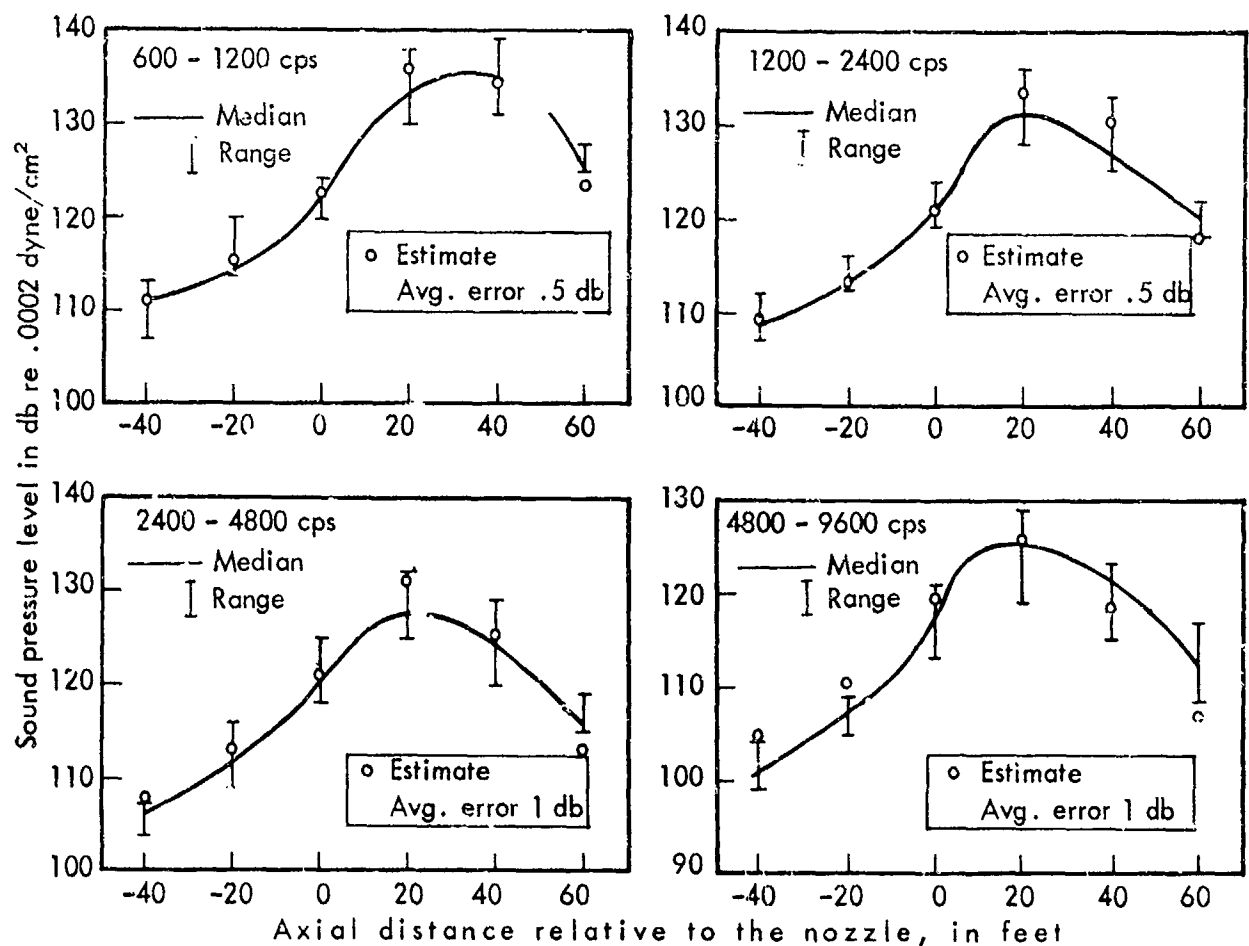 Sound pressure level in db re .0002 dyne/cm²
140
130
120
110
100
600 - 1200 cps
Median
Range
Estimate
Avg. error .5 db
-40 -20 0 20 40 60
140
130
120
110
100
1200 - 2400 cps
Median
Range
Estimate
Avg. error .5 db
-40 -20 0 20 40 60
140
130
120
110
100
2400 - 4800 cps
Median
Range
Estimate
Avg. error 1 db
-40 -20 0 20 40 60
130
120
110
100
90
4800 - 9600 cps
Median
Range
Estimate
Avg. error 1 db
-40 -20 0 20 40 60
Axial distance relative to the nozzle, in feet